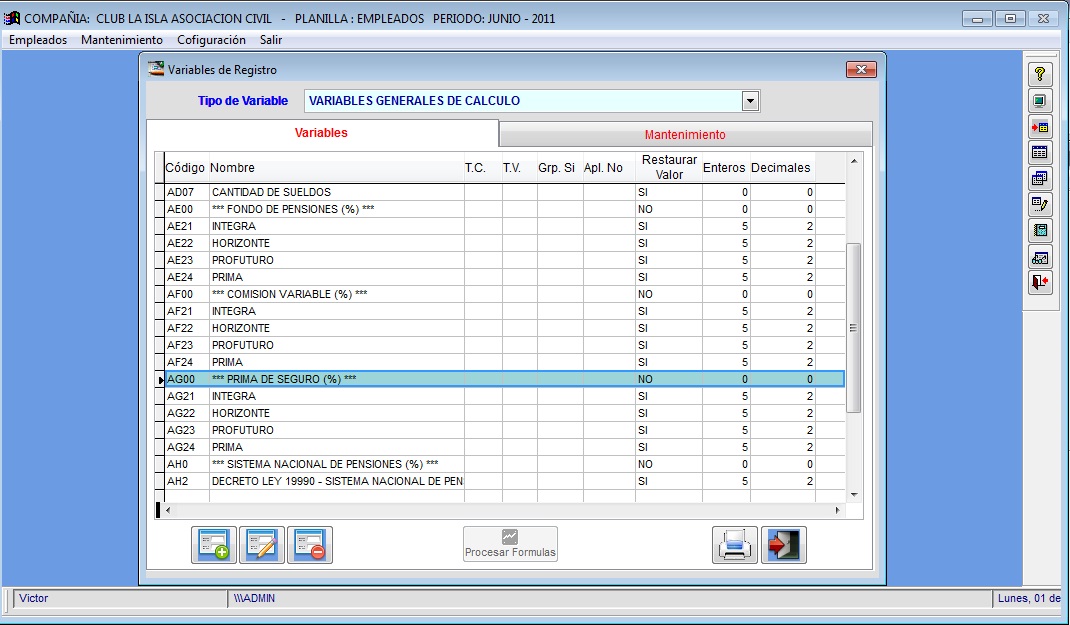 COMPAÑIA: CLUB LA ISLA ASOCIACION CIVIL - PLANILLA : EMPLEADOS PERIODO: JUNIO - 2011
Empleados Mantenimiento Cofiguración Salir
Variables de Registro
Tipo de Variable VARIABLES GENERALES DE CALCULO
Variables Mantenimiento
Código Nombre T.C. T.V. Grp. Si Apl. No Restaurar Valor Enteros Decimales
AD07 CANTIDAD DE SUELDOS SI 0 0
AE00 *** FONDO DE PENSIONES (%) *** NO 0 0
AE21 INTEGRA SI 5 2
AE22 HORIZONTE SI 5 2
AE23 PROFUTURO SI 5 2
AE24 PRIMA SI 5 2
AF00 *** COMISION VARIABLE (%) *** NO 0 0
AF21 INTEGRA SI 5 2
AF22 HORIZONTE SI 5 2
AF23 PROFUTURO SI 5 2
AF24 PRIMA SI 5 2
AG00 *** PRIMA DE SEGURO (%) *** NO 0 0
AG21 INTEGRA SI 5 2
AG22 HORIZONTE SI 5 2
AG23 PROFUTURO SI 5 2
AG24 PRIMA SI 5 2
AH0 *** SISTEMA NACIONAL DE PENSIONES (%) *** NO 0 0
AH2 DECRETO LEY 19990 - SISTEMA NACIONAL DE PEN SI 5 2
Procesar Formulas
Victor \\\ADMIN Lunes, 01 de